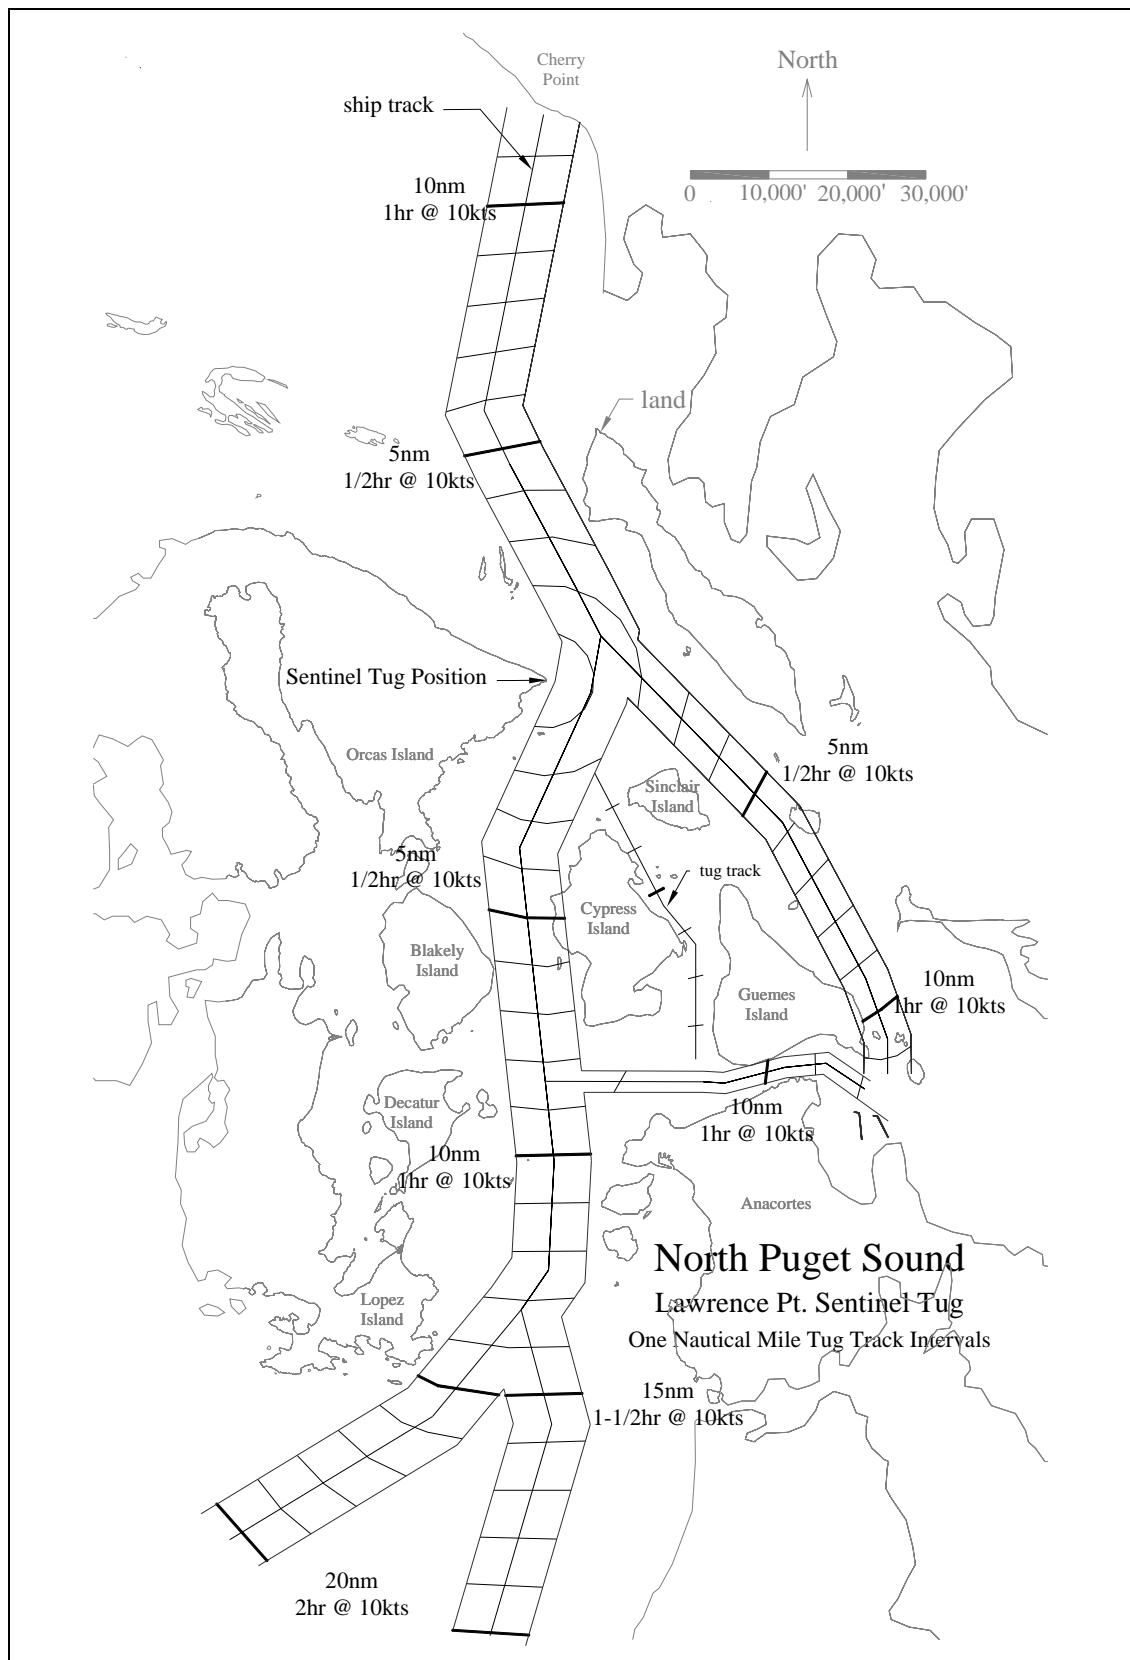 Cherry
Point
North
ship track
10nm
1hr @ 10kts
0 10,000' 20,000' 30,000'
land
5nm
1/2hr @ 10kts
Sentinel Tug Position
Orcas Island
5nm
1/2hr @ 10kts
Sinclair
Island
5nm
1/2hr @ 10kts
tug track
Cypress
Island
Blakely
Island
Guemes
Island
10nm
1hr @ 10kts
Decatur
Island
10nm
1hr @ 10kts
10nm
1hr @ 10kts
Anacortes
North Puget Sound
Lawrence Pt. Sentinel Tug
One Nautical Mile Tug Track Intervals
Lopez
Island
15nm
1-1/2hr @ 10kts
20nm
2hr @ 10kts